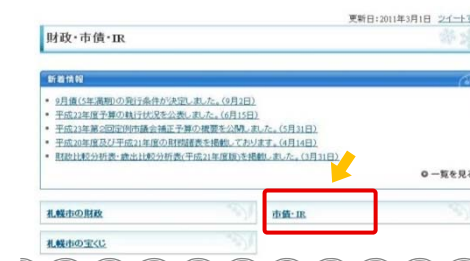 更新日:2011年3月1日 ツイート
財政・市債・IR
新着情報
9月債(5年満期)の発行条件が決定しました。(9月2日)
平成22年度予算の執行状況を公表しました。(6月15日)
平成23年第2回定例市議会補正予算の概要を公開しました。(5月31日)
平成20年度及び平成21年度の財務諸表を掲載しております。(4月14日)
財政比較分析表・歳出比較分析表(平成21年度版)を掲載しました。(3月31日)
一覧を見る
札幌市の財政
市債・IR
札幌市の宝くじ